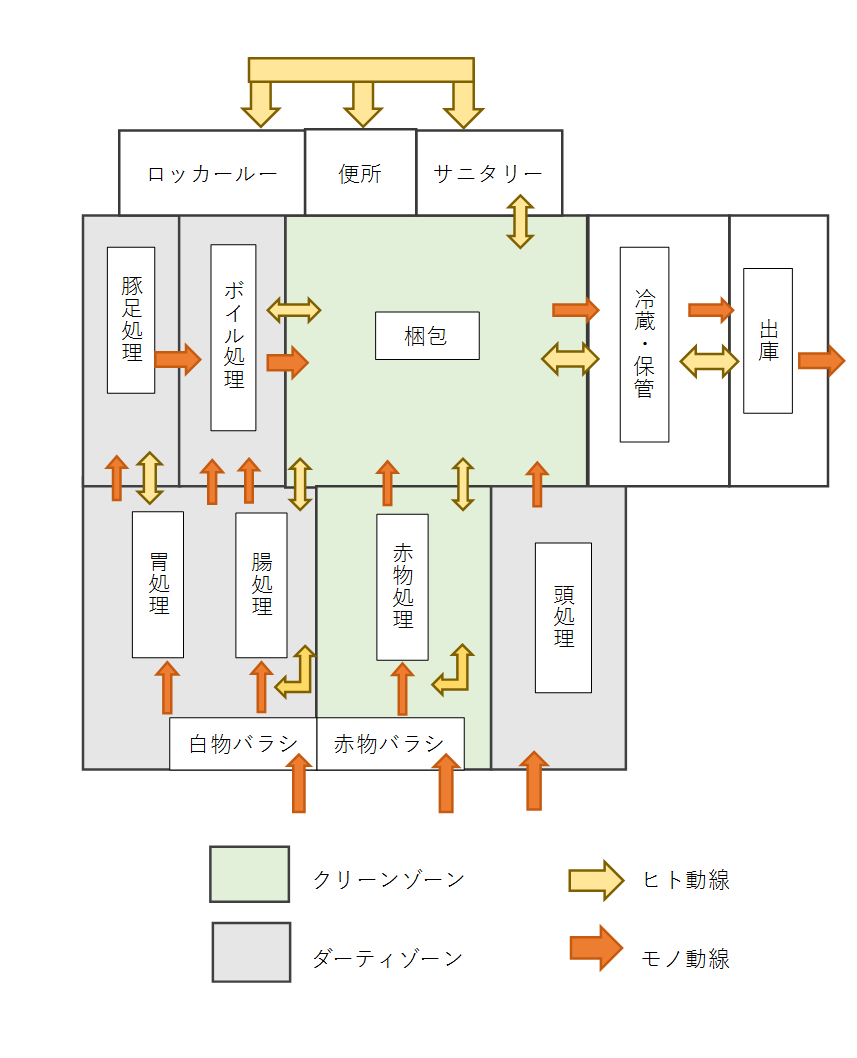 ロッカールー
便所
サニタリー
豚足処理
ボイル処理
梱包
冷蔵・保管
出庫
胃処理
腸処理
赤物処理
頭処理
白物バラシ
赤物バラシ
クリーンゾーン
ヒト動線
ダーティゾーン
モノ動線